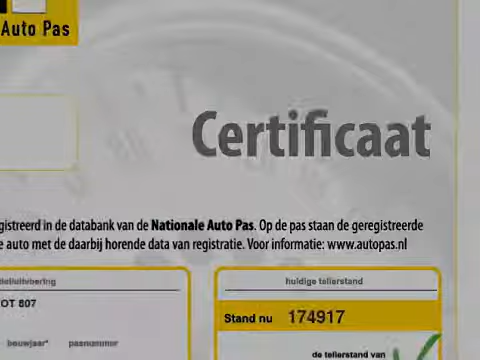 Auto Pas
Certificaat
gistreerd in de databank van de Nationale Auto Pas. Op de pas staan de geregistreerde
e auto met de daarbij horende data van registratie. Voor informatie: www.autopas.nl
huidige tellerstand
OT 807
Stand nu 174917
bouwjaar* pasnummer
de tellerstand van